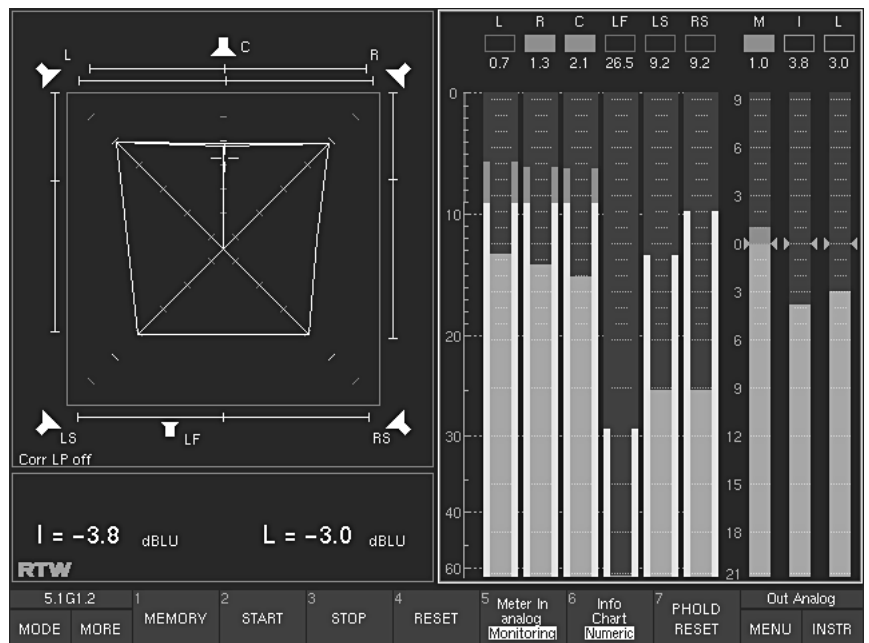 L
C
R
LS
LF
RS
Corr LP off
I = -3.8 dBLU
L = -3.0 dBLU
RTW
L R C LF LS RS M I L
0.7 1.3 2.1 26.5 9.2 9.2 1.0 3.8 3.0
0
10
20
30
40
60
9
6
3
0
3
6
9
12
15
18
21
5.1G1.2
MODE MORE
1 MEMORY
2 START
3 STOP
4 RESET
5 Meter In
analog
Monitoring
6 Info
Chart
Numeric
7 PHOLD
RESET
Out Analog
MENU INSTR